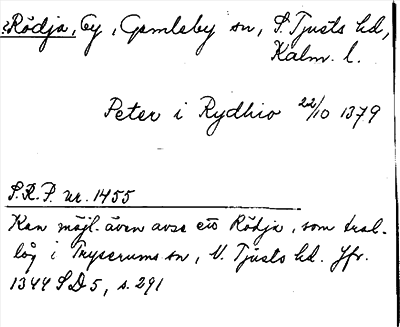 ?Rödja, by, Gamleby sn, S. Tjusts hd,
Kalm. l.
Peter i Rydhio 22/10 1379
S.R.P. nr. 1455
Kan möjl. även avse ett Rödja, som tral.
låg i Tryserums sn, N. Tjusts hd. Jfr.
1344 SD 5, s. 291